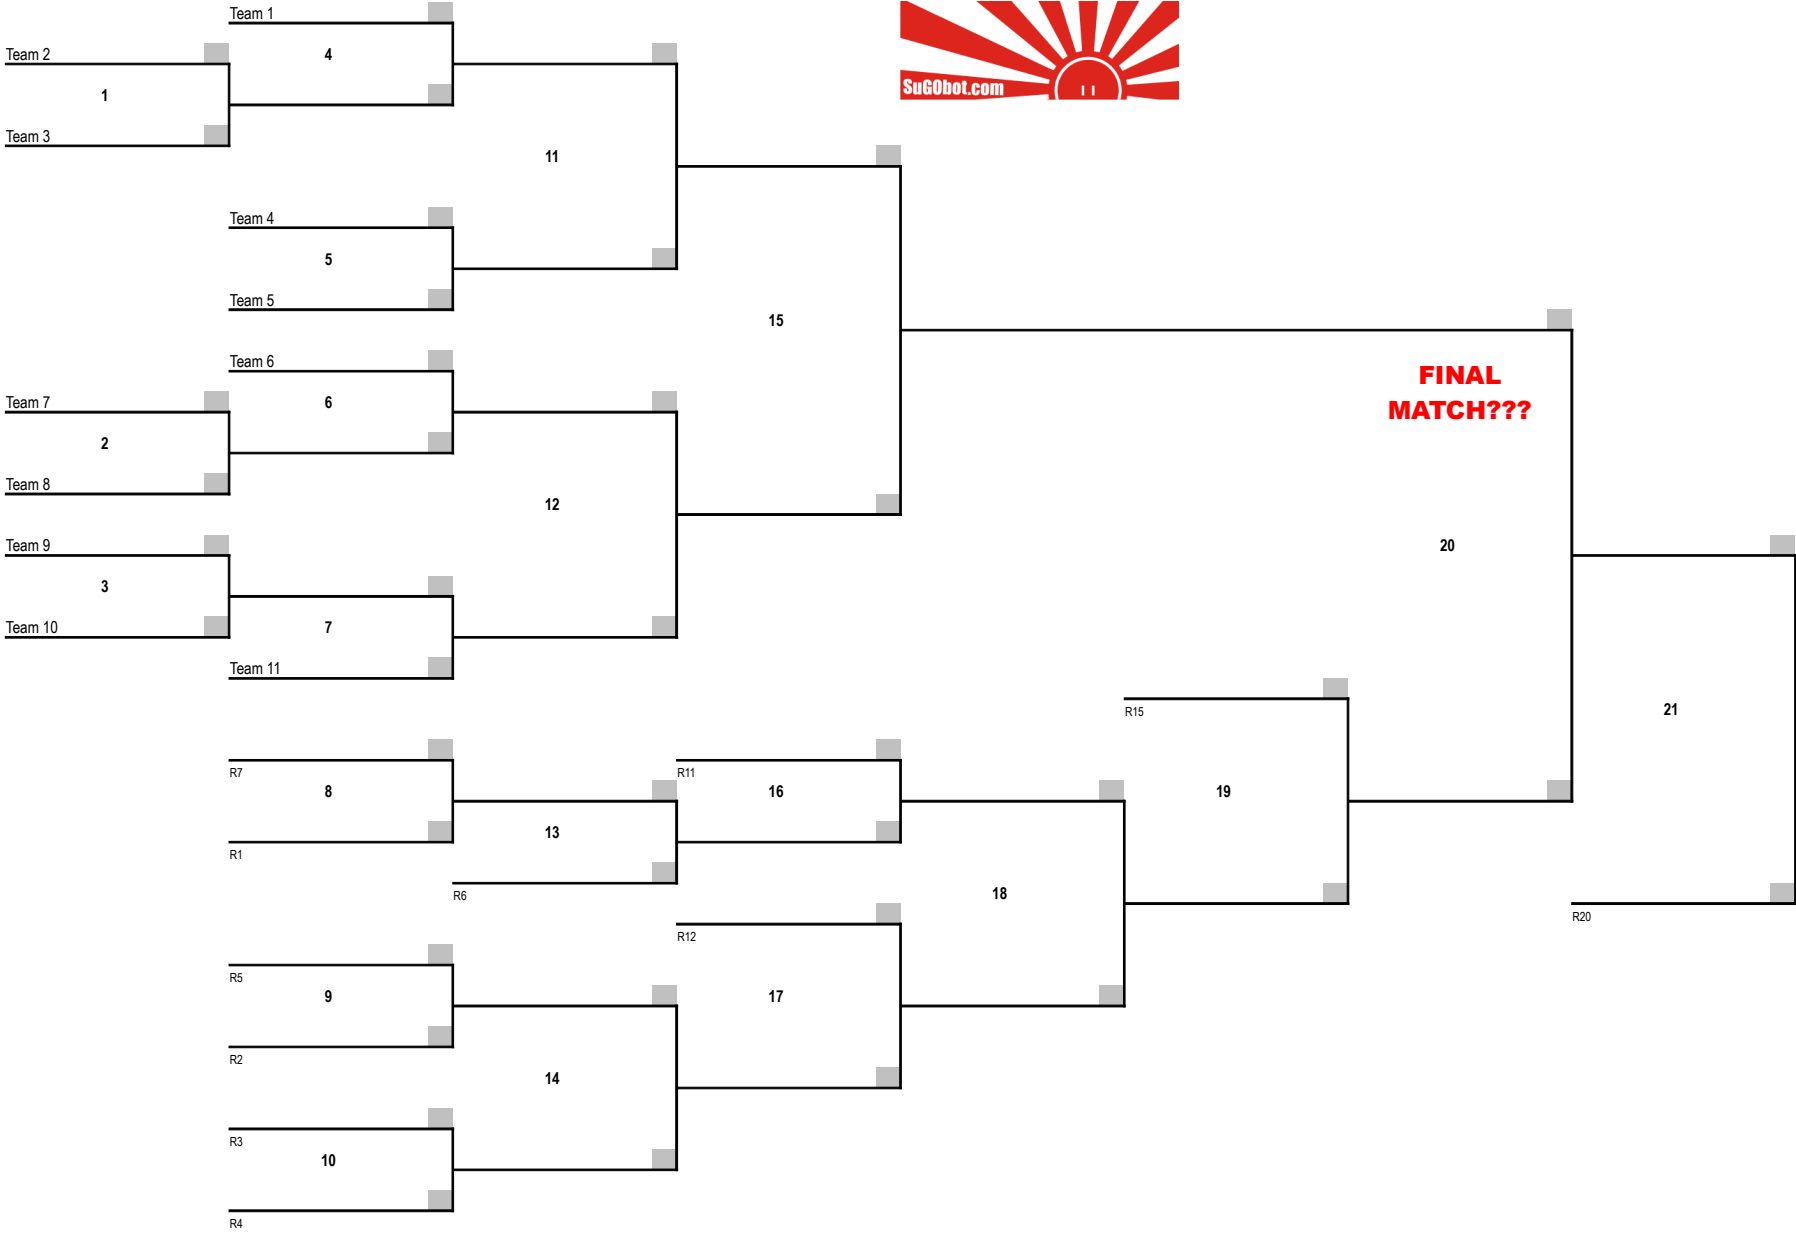 Team 1
Team 2
4
1
SuGObot.com
Team 3
11
Team 4
5
Team 5
15
Team 6
FINAL
MATCH???
Team 7
6
2
Team 8
12
Team 9
20
3
Team 10
7
Team 11
R15
21
R7
R11
8
16
19
13
R1
R6
18
R12
R20
R5
9
17
R2
14
R3
10
R4